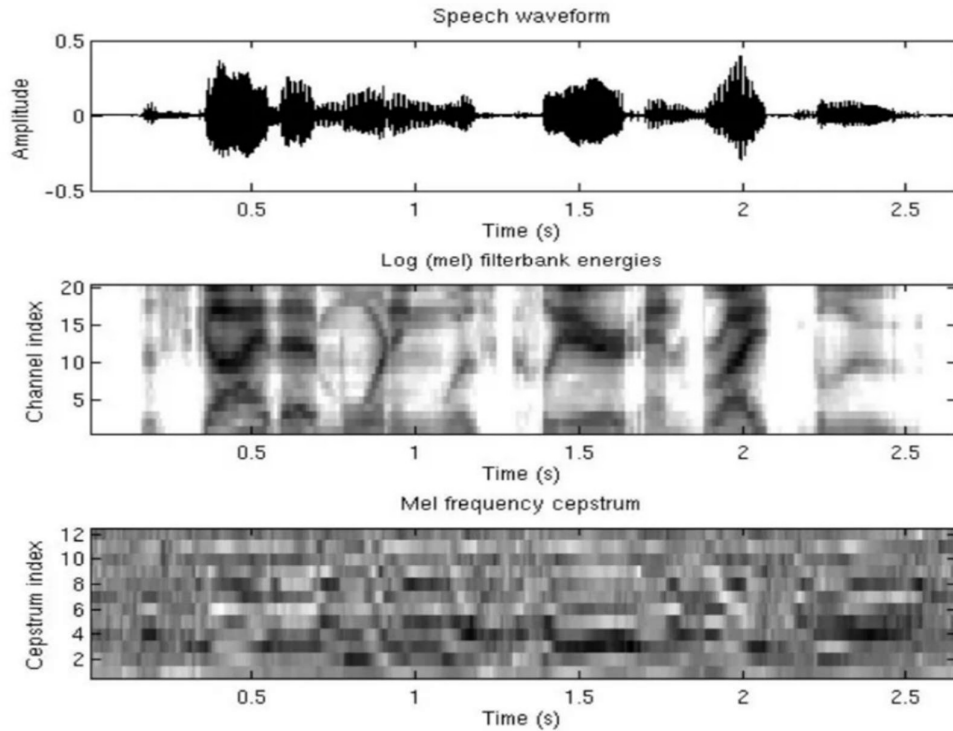 Speech waveform
0.5
0
-0.5
Amplitude
0.5 1 1.5 2 2.5
Time (s)
Log (mel) filterbank energies
20
15
10
5
Channel index
0.5 1 1.5 2 2.5
Time (s)
Mel frequency cepstrum
12
10
8
6
4
2
Cepstrum index
0.5 1 1.5 2 2.5
Time (s)